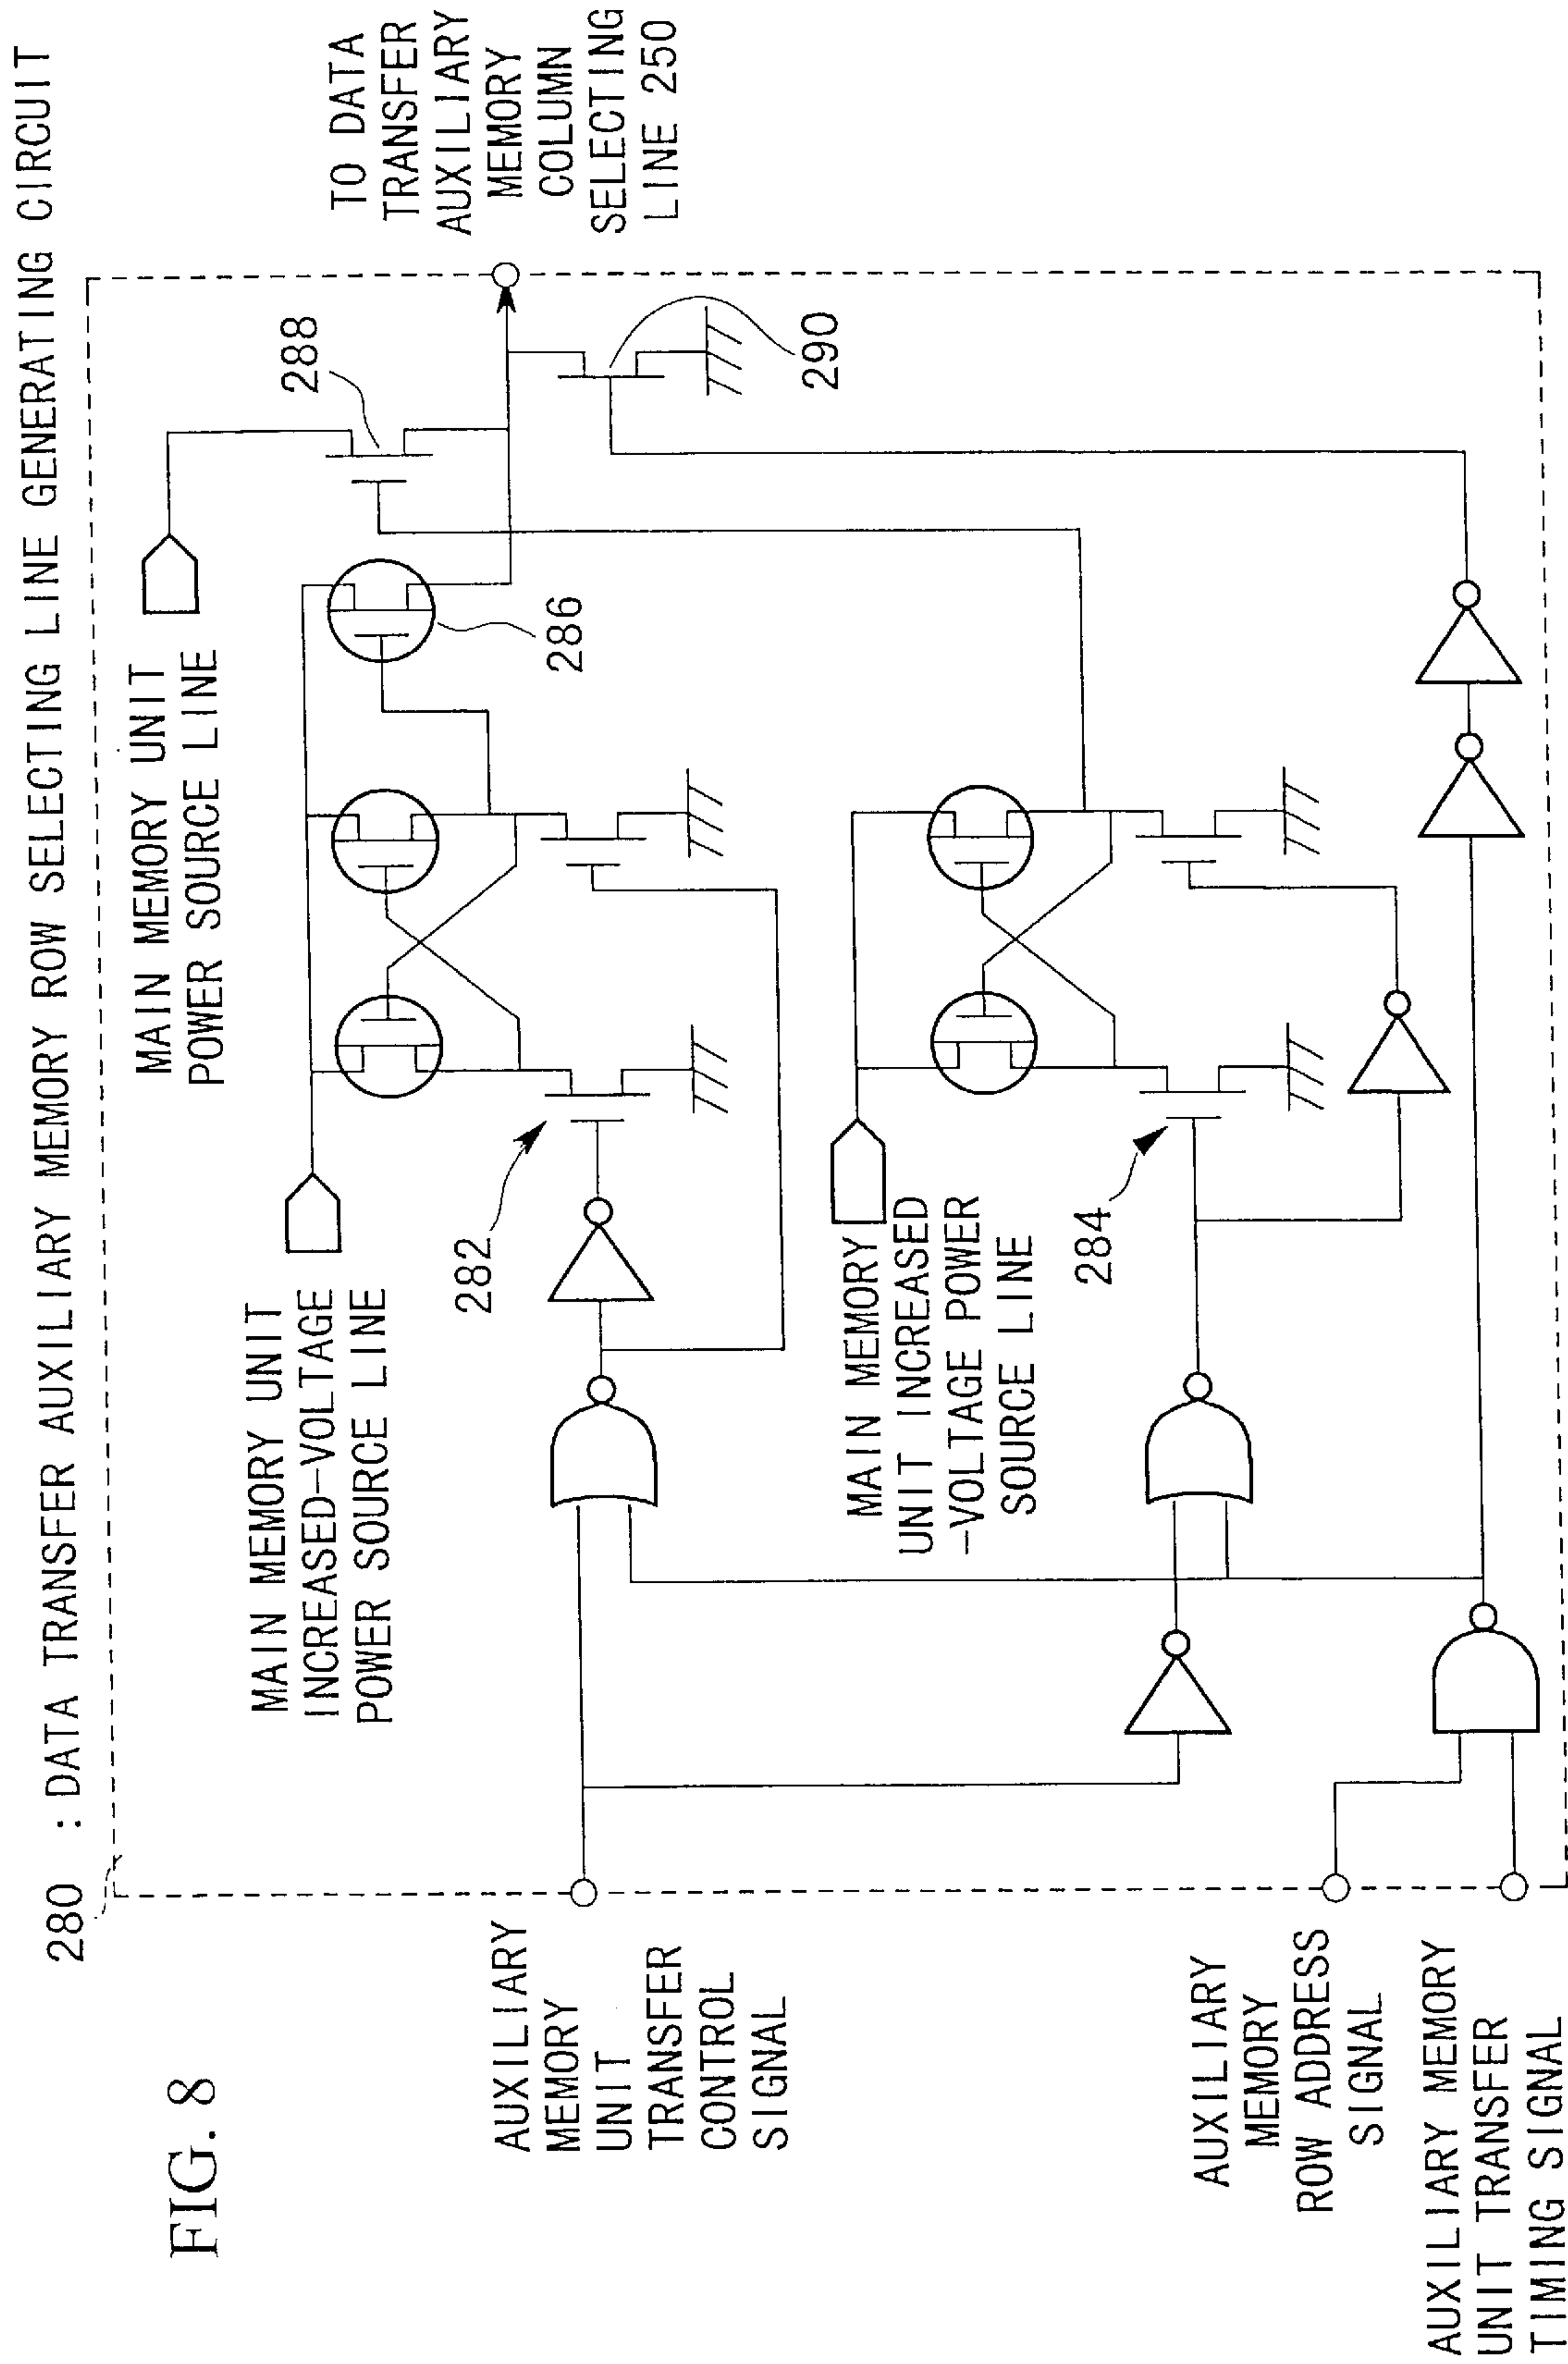 FIG. 8
280 : DATA TRANSFER AUXILIARY MEMORY ROW SELECTING LINE GENERATING CIRCUIT
MAIN MEMORY UNIT
POWER SOURCE LINE
288
TO DATA
TRANSFER
AUXILIARY
MEMORY
COLUMN
SELECTING
LINE 250
MAIN MEMORY UNIT
INCREASED-VOLTAGE
POWER SOURCE LINE
286
282
290
AUXILIARY
MEMORY
UNIT
TRANSFER
CONTROL
SIGNAL
MAIN MEMORY
UNIT INCREASED
-VOLTAGE POWER
SOURCE LINE
284
AUXILIARY
MEMORY
ROW ADDRESS
SIGNAL
AUXILIARY MEMORY
UNIT TRANSFER
TIMING SIGNAL